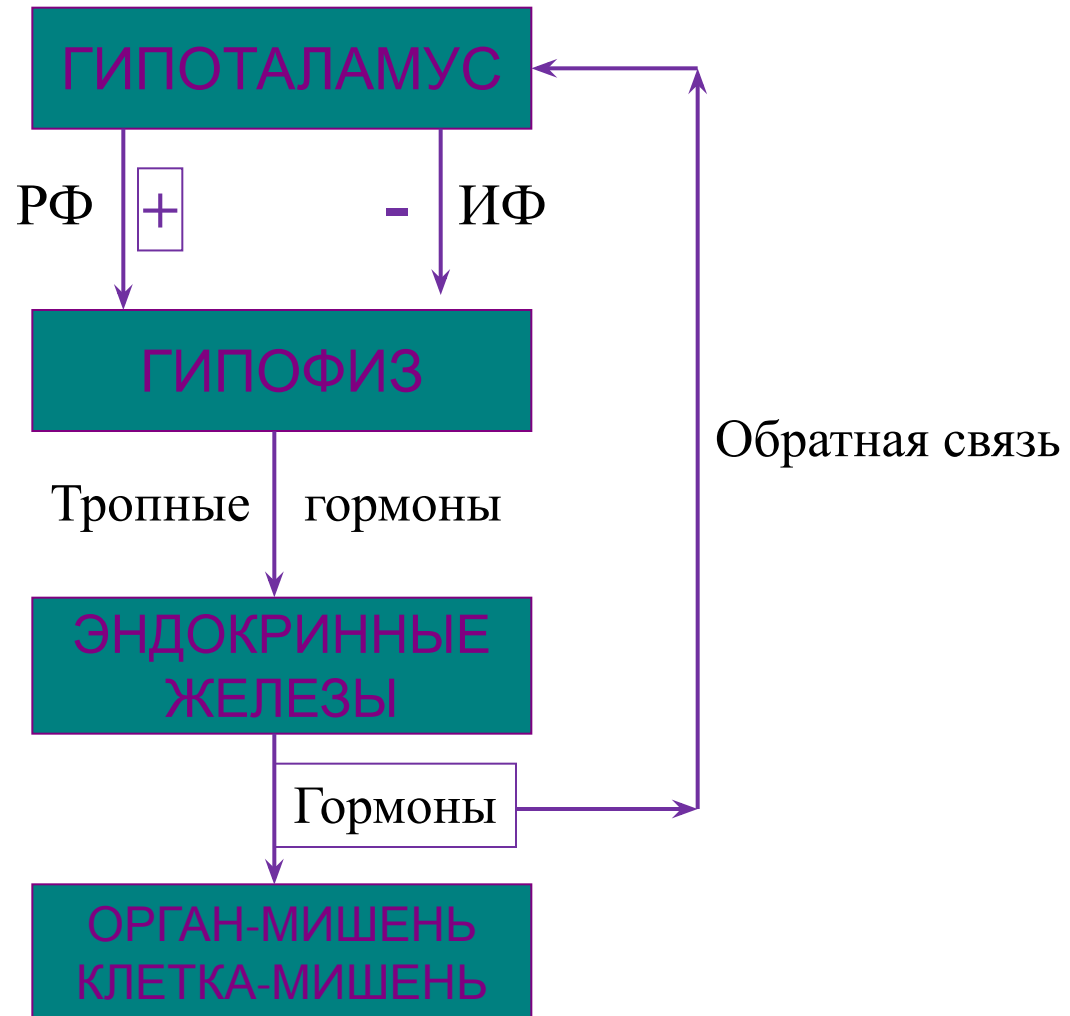 ГИПОТАЛАМУС
РФ + - ИФ
ГИПОФИЗ
Обратная связь
Тропные гормоны
ЭНДОКРИННЫЕ
ЖЕЛЕЗЫ
Гормоны
ОРГАН-МИШЕНЬ
КЛЕТКА-МИШЕНЬ